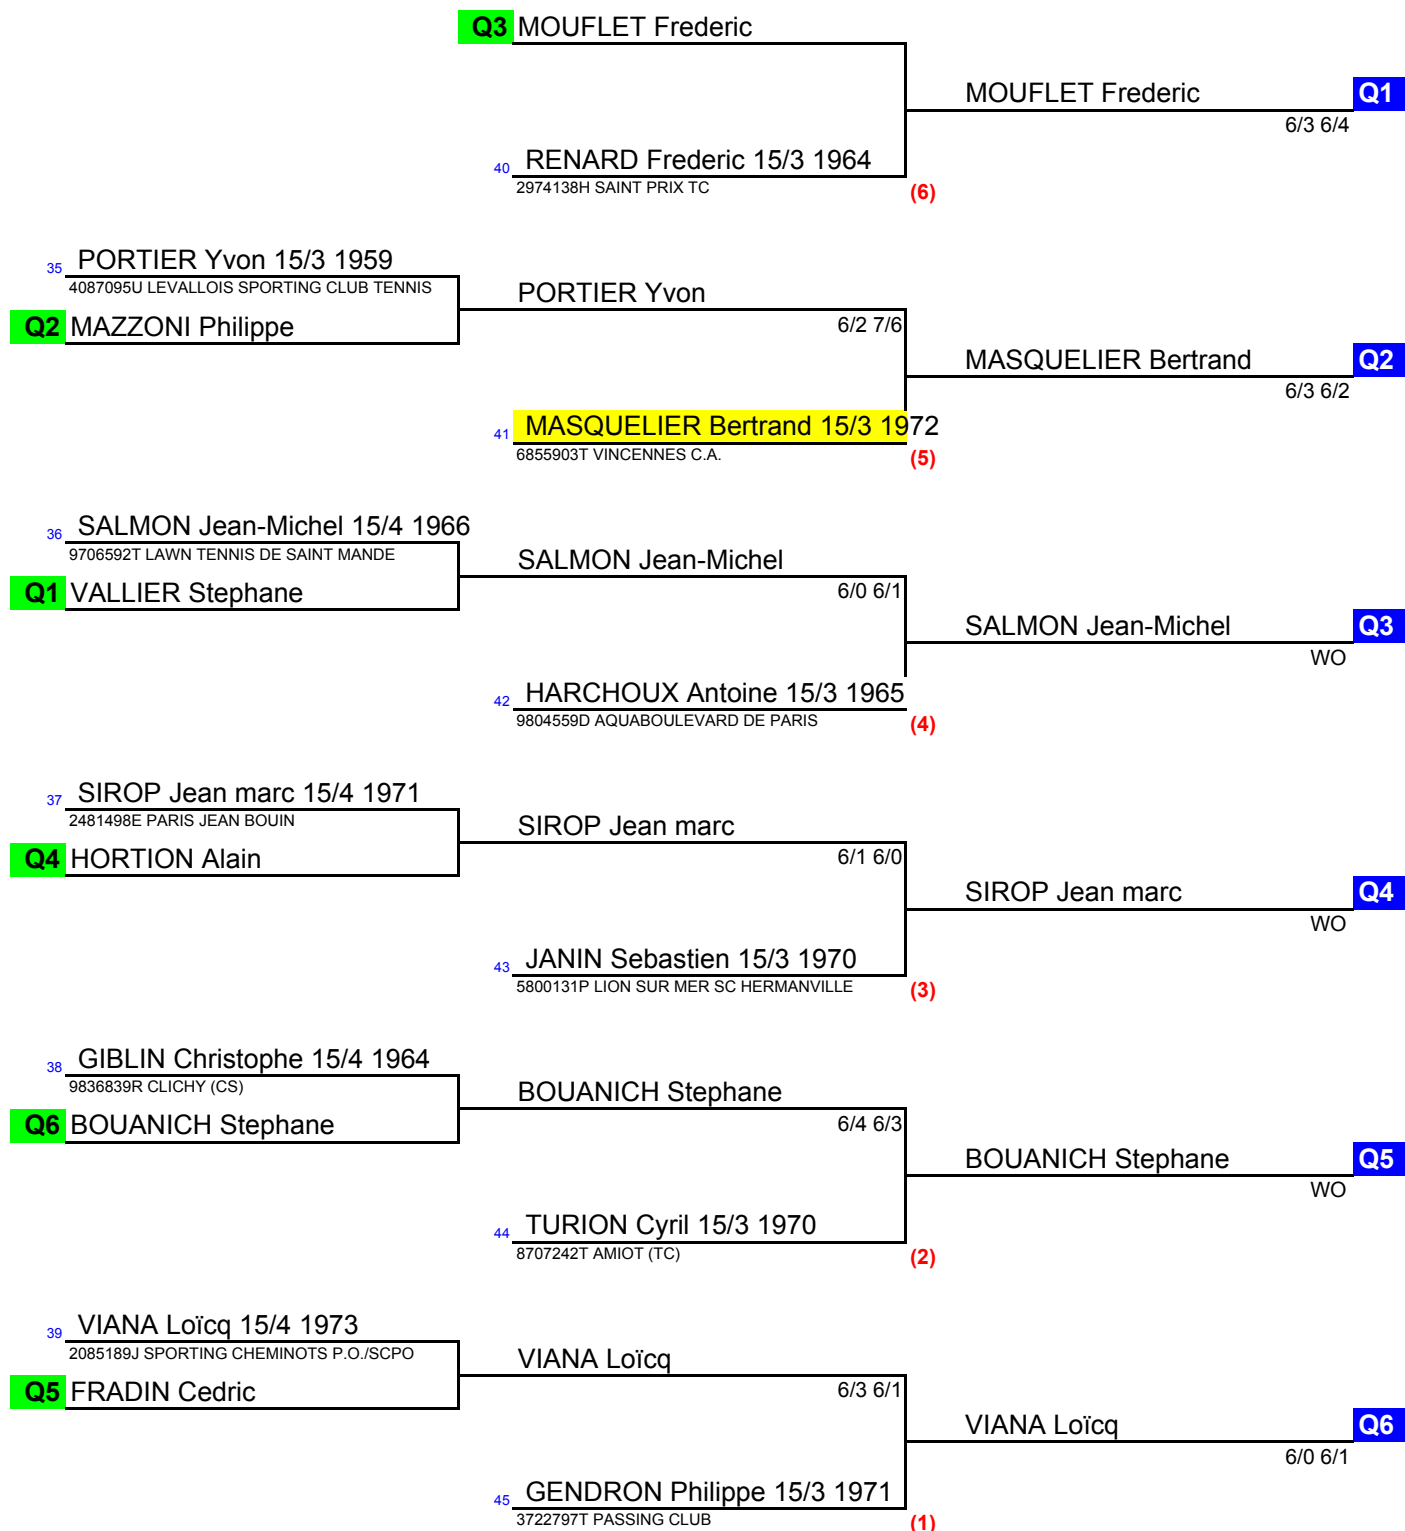 Q3 MOUFLET Frederic
MOUFLET Frederic Q1
6/3 6/4
40 RENARD Frederic 15/3 1964
2974138H SAINT PRIX TC
(6)
35 PORTIER Yvon 15/3 1959
4087095U LEVALLOIS SPORTING CLUB TENNIS
PORTIER Yvon
Q2 MAZZONI Philippe
6/2 7/6
MASQUELIER Bertrand Q2
6/3 6/2
41 MASQUELIER Bertrand 15/3 1972
6855903T VINCENNES C.A.
(5)
36 SALMON Jean-Michel 15/4 1966
9706592T LAWN TENNIS DE SAINT MANDE
SALMON Jean-Michel
Q1 VALLIER Stephane
6/0 6/1
SALMON Jean-Michel Q3
WO
42 HARCHOUX Antoine 15/3 1965
9804559D AQUABOULEVARD DE PARIS
(4)
37 SIROP Jean marc 15/4 1971
2481498E PARIS JEAN BOUIN
SIROP Jean marc
Q4 HORTION Alain
6/1 6/0
SIROP Jean marc Q4
WO
43 JANIN Sebastien 15/3 1970
5800131P LION SUR MER SC HERMANVILLE
(3)
38 GIBLIN Christophe 15/4 1964
9836839R CLICHY (CS)
BOUANICH Stephane
Q6 BOUANICH Stephane
6/4 6/3
BOUANICH Stephane Q5
WO
44 TURION Cyril 15/3 1970
8707242T AMIOT (TC)
(2)
39 VIANA Loïcq 15/4 1973
2085189J SPORTING CHEMINOTS P.O./SCPO
VIANA Loïcq
Q5 FRADIN Cedric
6/3 6/1
VIANA Loïcq Q6
6/0 6/1
45 GENDRON Philippe 15/3 1971
3722797T PASSING CLUB
(1)